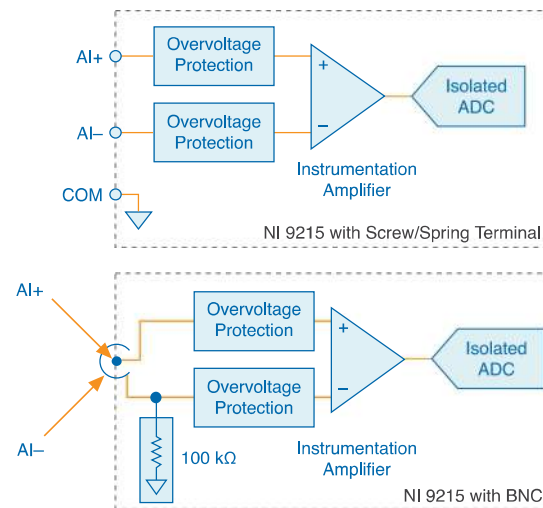 AI+
Overvoltage
Protection
+
Isolated
ADC
AI–
Overvoltage
Protection
–
Instrumentation
Amplifier
COM
NI 9215 with Screw/Spring Terminal
AI+
Overvoltage
Protection
+
Isolated
ADC
Overvoltage
Protection
–
AI–
100 kΩ
Instrumentation
Amplifier
NI 9215 with BNC